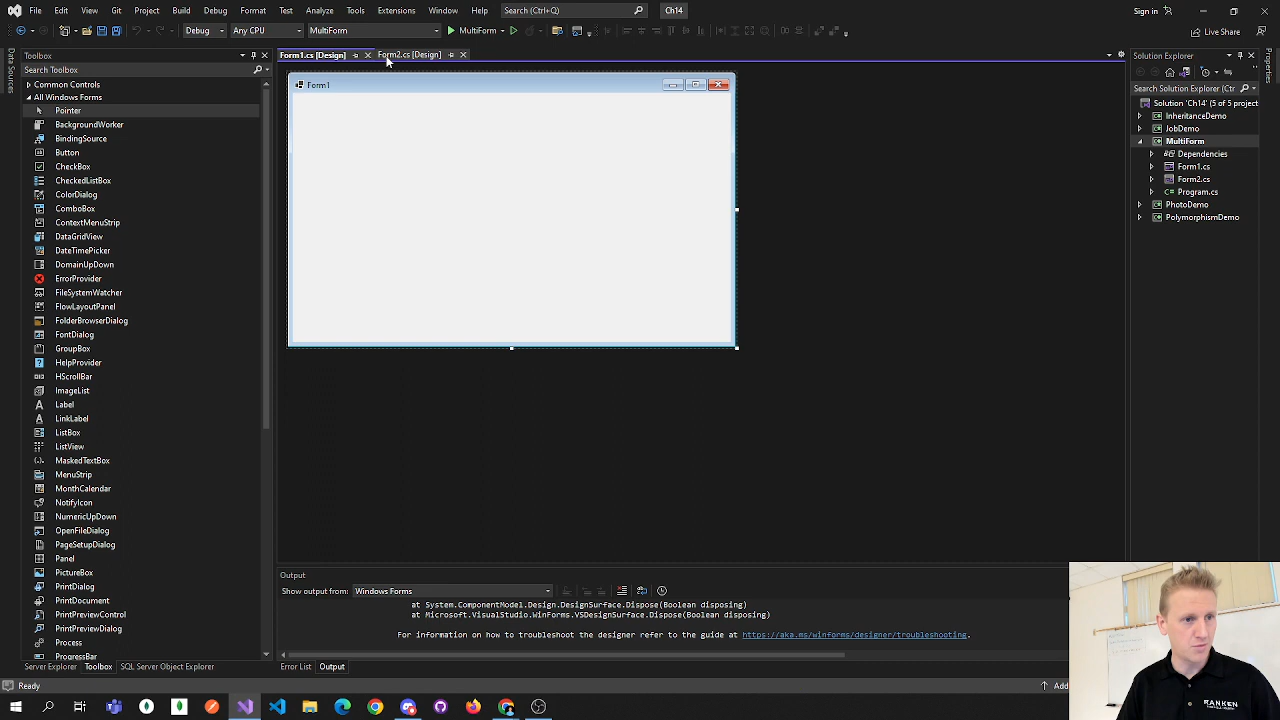 File Edit View Git Project Build Debug Format Test Analyze Tools Extensions Window Help Search (Ctrl+Q) Ch14 Sign in
Debug Any CPU MultiForm MultiForm Live Share
Data Sources
Toolbox
Search Toolbox
Common Controls
All Windows Forms
Pointer
BackgroundWorker
BindingSource
Button
CheckBox
CheckedListBox
ColorDialog
ComboBox
ContextMenuStrip
DataGridView
DateTimePicker
DomainUpDown
ErrorProvider
FileSystemWatcher
FlowLayoutPanel
FolderBrowserDialog
FontDialog
GroupBox
HelpProvider
HScrollBar
ImageList
Label
LinkLabel
ListBox
ListView
MaskedTextBox
MenuStrip
MonthCalendar
NotifyIcon
NumericUpDown
OpenFileDialog
PageSetupDialog
Panel
PictureBox
PrintDialog
PrintDocument
PrintPreviewControl
PrintPreviewDialog
Process
ProgressBar
Server Explorer Toolbox SQL Server Object Explorer
Form1.cs [Design] Form2.cs [Design]
Form1
Output
Show output from: Windows Forms
at System.ComponentModel.Design.DesignSurface.Dispose(Boolean disposing)
at Microsoft.VisualStudio.WinForms.VSDesignSurface.Dispose(Boolean disposing)
For information on how to troubleshoot the designer refer to the guide at https://aka.ms/winforms/designer/troubleshooting.
Error List Output
Solution Explorer
Search Solution Explorer (Ctr
Solution 'Ch14' (5 of 5 project
InheritanceDemo
JobDemo
MultiForm
Dependencies
Form1.cs
Form2.cs
C# Program.cs
PhotoDemo
PolymorphismDemo
Properties
Ready
Add
RANKEN